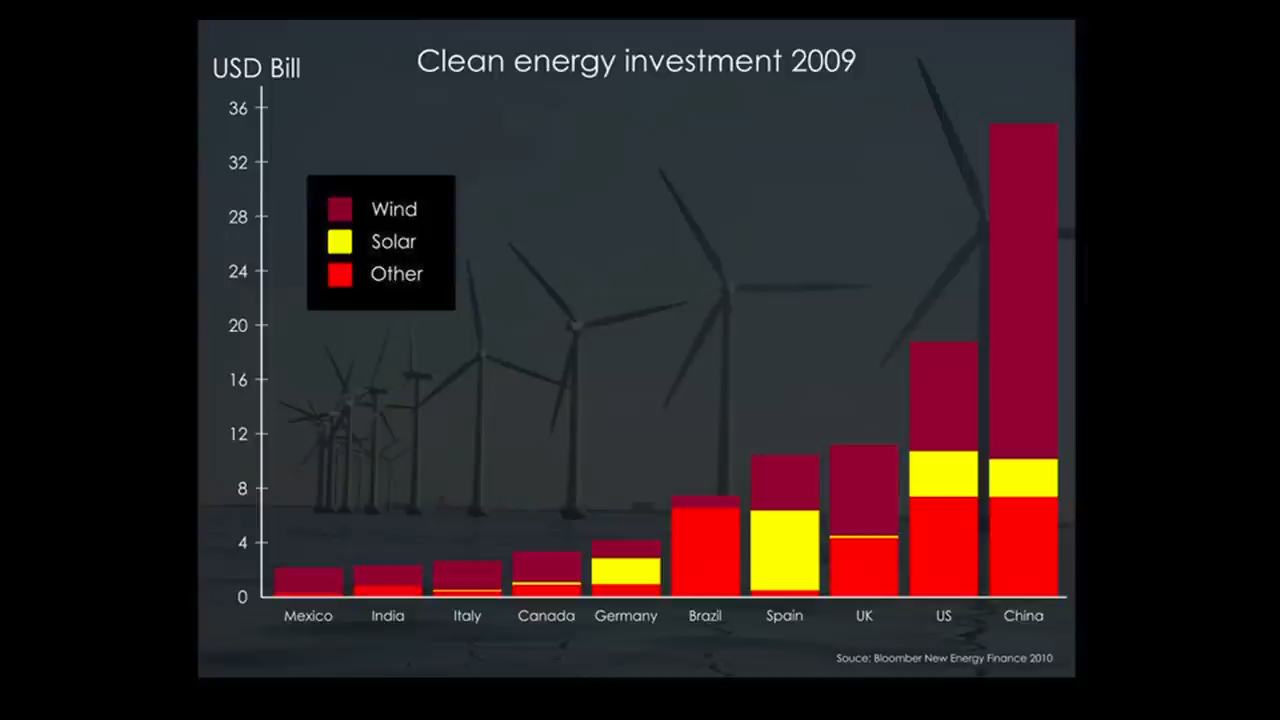 Clean energy investment 2009
USD Bill
36
32
28
24
20
16
12
8
4
0
Wind
Solar
Other
Mexico India Italy Canada Germany Brazil Spain UK US China
Souce: Bloomber New Energy Finance 2010